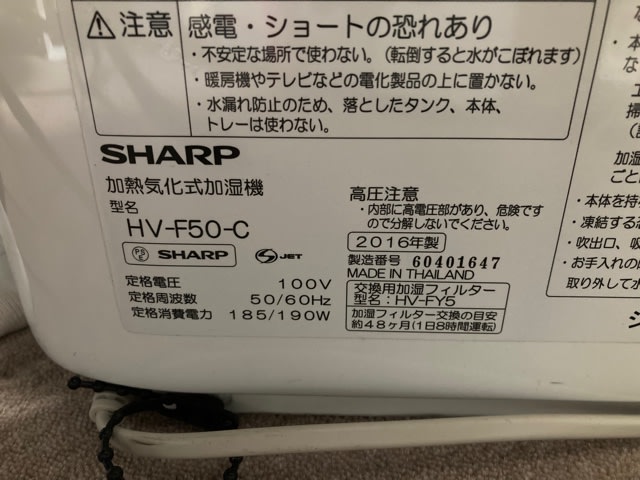 注意
感電・ショートの恐れあり
・不安定な場所で使わない。(転倒すると水がこぼれます)
・暖房機やテレビなどの電化製品の上に置かない。
・水漏れ防止のため、落としたタンク、本体、
トレーは使わない。
SHARP
加熱気化式加湿機
型名
HV-F50-C
PS E SHARP
S JET
定格電圧 100V
定格周波数 50/60Hz
定格消費電力 185/190W
高圧注意
・内部に高電圧部があり、危険です
ので分解しないでください。
2016年製
製造番号 60401647
MADE IN THAILAND
交換用加湿フィルター
型名:HV-FY5
加湿フィルター交換の目安
約48ヶ月(1日8時間運転)
・本
な
掃
加湿
ごと
・本体を持
・凍結する
・吹出口、吸
・お手入れの
取り外して水